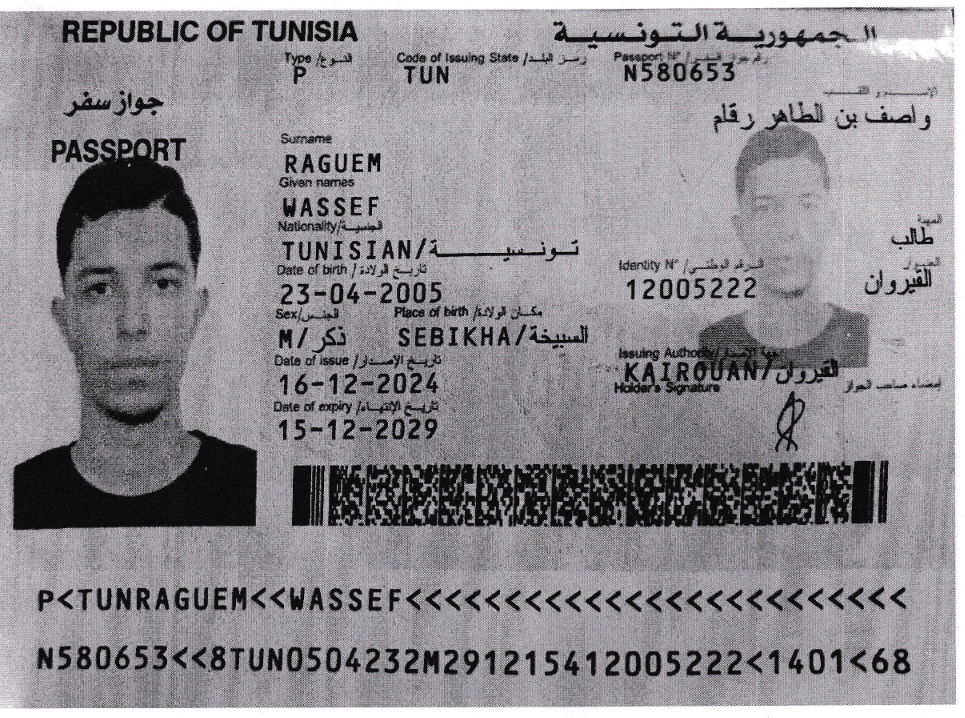 REPUBLIC OF TUNISIA الجمهورية التونسية
Type / النوع Code of Issuing State / رمز البلد Passport N° / رقم جواز السفر
P TUN N580653
جواز سفر
PASSPORT
الإسم و اللقب
واصف بن الطاهر رقام
Surname
RAGUEM
Given names
WASSEF
Nationality/الجنسية
TUNISIAN/تونسية
المهنة
طالب
Date of birth / تاريخ الولادة Identity N° / الرقم الوطني العنوان
23-04-2005 12005222 القيروان
Sex/الجنس Place of birth / مكان الولادة
M/ذكر SEBIKHA/السبيخة
Date of issue / تاريخ الإصدار Issuing Authority/جهة الإصدار
16-12-2024 KAIROUAN/القيروان
Holder's Signature إمضاء صاحب الجواز
Date of expiry / تاريخ الإنتهاء
15-12-2029
P<TUNRAGUEM<<WASSEF<<<<<<<<<<<<<<<<<<<<<<<<<
N580653<<8TUN0504232M291215412005222<1401<68